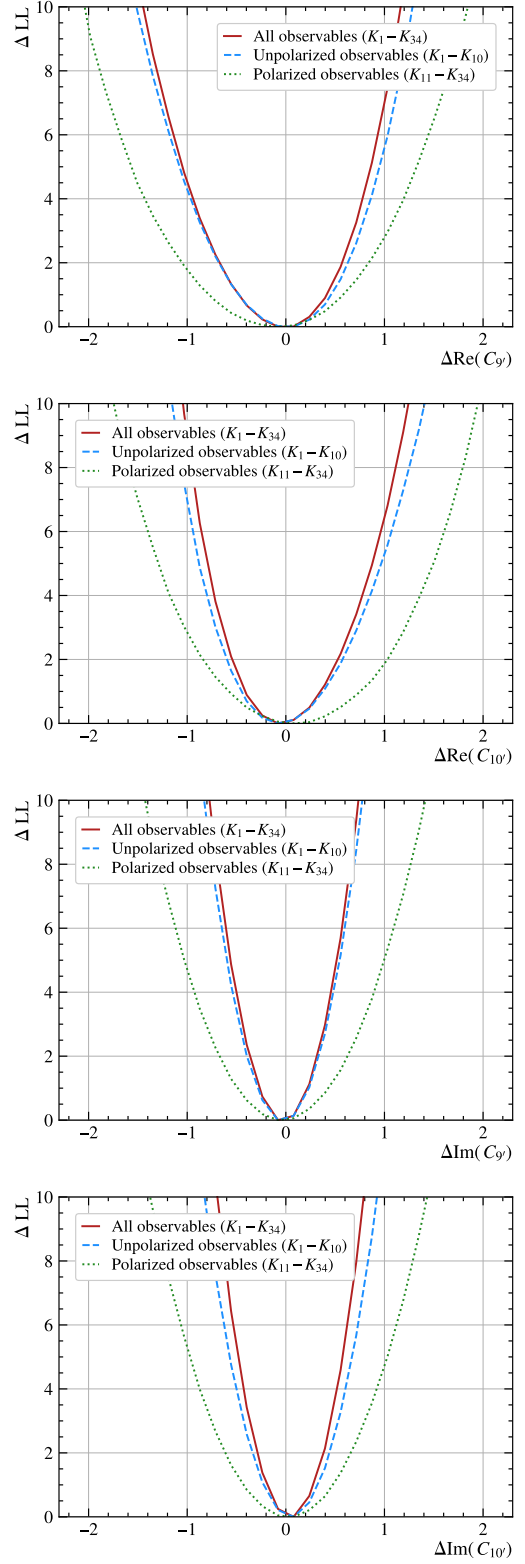 10
8
6
4
2
0
Δ LL
All observables (K₁−K₃₄)
Unpolarized observables (K₁−K₁₀)
Polarized observables (K₁₁−K₃₄)
−2 −1 0 1 2
ΔRe(C₉′)
10
8
6
4
2
0
Δ LL
All observables (K₁−K₃₄)
Unpolarized observables (K₁−K₁₀)
Polarized observables (K₁₁−K₃₄)
−2 −1 0 1 2
ΔRe(C₁₀′)
10
8
6
4
2
0
Δ LL
All observables (K₁−K₃₄)
Unpolarized observables (K₁−K₁₀)
Polarized observables (K₁₁−K₃₄)
−2 −1 0 1 2
ΔIm(C₉′)
10
8
6
4
2
0
Δ LL
All observables (K₁−K₃₄)
Unpolarized observables (K₁−K₁₀)
Polarized observables (K₁₁−K₃₄)
−2 −1 0 1 2
ΔIm(C₁₀′)